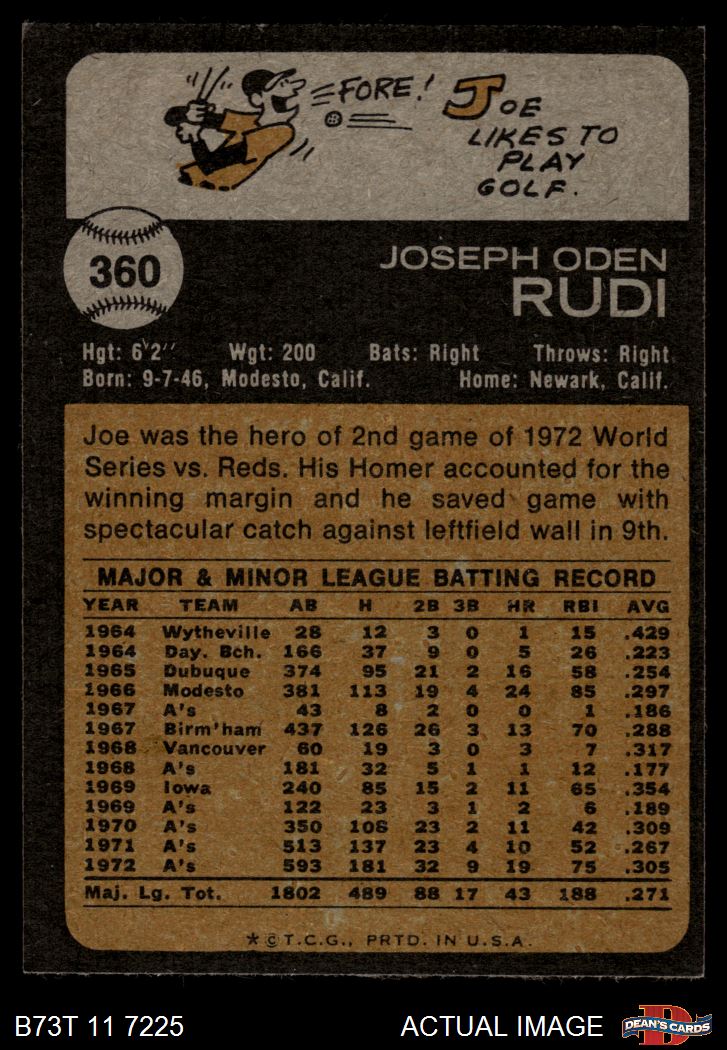 FORE!
JOE
LIKES TO
PLAY
GOLF.
360
JOSEPH ODEN
RUDI
Hgt: 6'2'' Wgt: 200 Bats: Right Throws: Right
Born: 9-7-46, Modesto, Calif. Home: Newark, Calif.
Joe was the hero of 2nd game of 1972 World
Series vs. Reds. His Homer accounted for the
winning margin and he saved game with
spectacular catch against leftfield wall in 9th.
MAJOR & MINOR LEAGUE BATTING RECORD
YEAR TEAM AB H 2B 3B HR RBI AVG
1964 Wytheville 28 12 3 0 1 15 .429
1964 Day. Bch. 166 37 9 0 5 26 .223
1965 Dubuque 374 95 21 2 16 58 .254
1966 Modesto 381 113 19 4 24 85 .297
1967 A's 43 8 2 0 0 1 .186
1967 Birm'ham 437 126 26 3 13 70 .288
1968 Vancouver 60 19 3 0 3 7 .317
1968 A's 181 32 5 1 1 12 .177
1969 Iowa 240 85 15 2 11 65 .354
1969 A's 122 23 3 1 2 6 .189
1970 A's 350 108 23 2 11 42 .309
1971 A's 513 137 23 4 10 52 .267
1972 A's 593 181 32 9 19 75 .305
Maj. Lg. Tot. 1802 489 88 17 43 188 .271
* © T.C.G., PRTD. IN U.S.A.
B73T 11 7225 ACTUAL IMAGE
D
DEAN'S CARDS